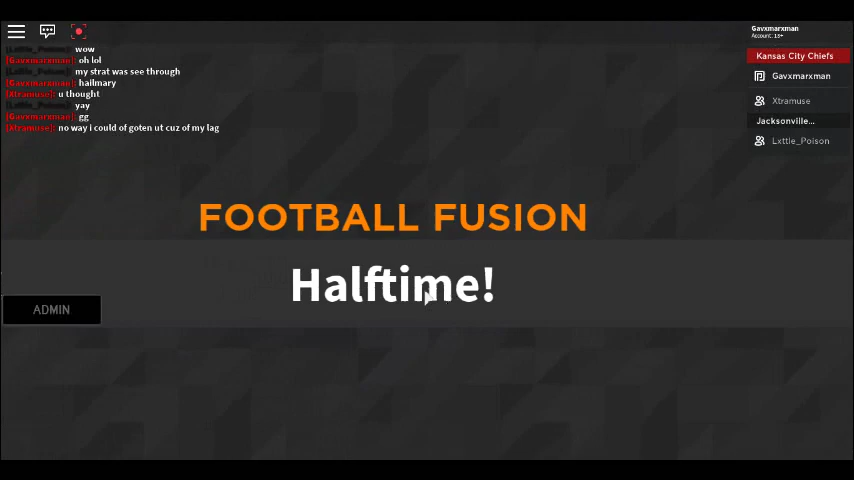 Gavxmarxman
Account: 13+
[Lxttle_Poison]: wow
[Gavxmarxman]: oh lol
[Lxttle_Poison]: my strat was see through
[Gavxmarxman]: hailmary
[Xtramuse]: u thought
[Lxttle_Poison]: yay
[Gavxmarxman]: gg
[Xtramuse]: no way i could of goten ut cuz of my lag
Kansas City Chiefs
Gavxmarxman
Xtramuse
Jacksonville...
Lxttle_Poison
FOOTBALL FUSION
Halftime!
ADMIN